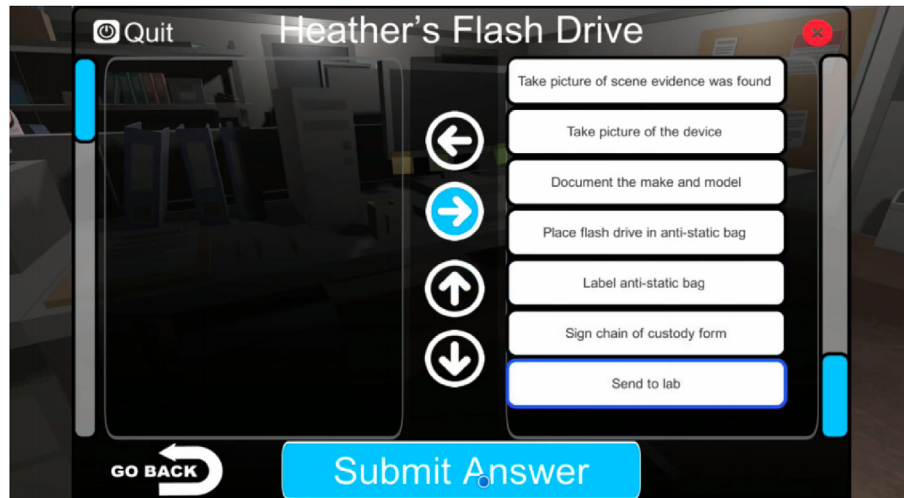 Quit
Heather's Flash Drive
Take picture of scene evidence was found
Take picture of the device
Document the make and model
Place flash drive in anti-static bag
Label anti-static bag
Sign chain of custody form
Send to lab
GO BACK
Submit Answer